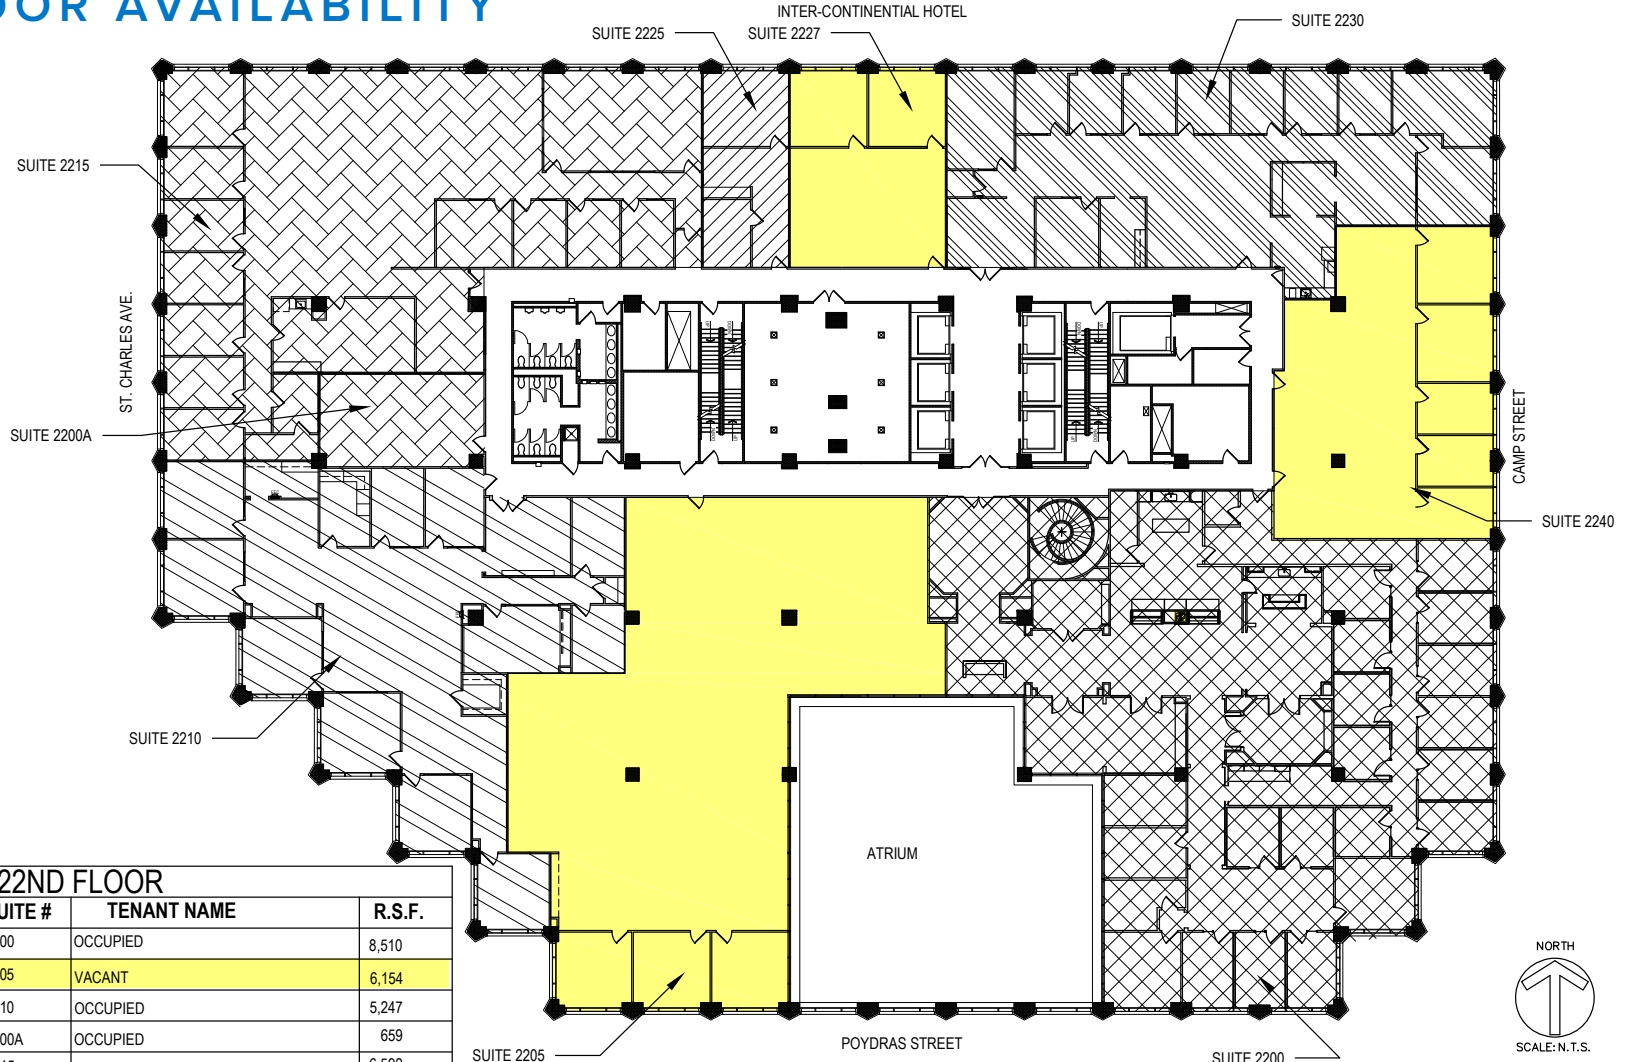 OOR AVAILABILITY
INTER-CONTINENTIAL HOTEL
SUITE 2225
SUITE 2227
SUITE 2230
SUITE 2215
ST. CHARLES AVE.
SUITE 2200A
CAMP STREET
SUITE 2240
SUITE 2210
ATRIUM
22ND FLOOR
UITE # TENANT NAME R.S.F.
00 OCCUPIED 8,510
05 VACANT 6,154
10 OCCUPIED 5,247
00A OCCUPIED 659
POYDRAS STREET
SUITE 2205
SUITE 2200
NORTH
SCALE: N.T.S.